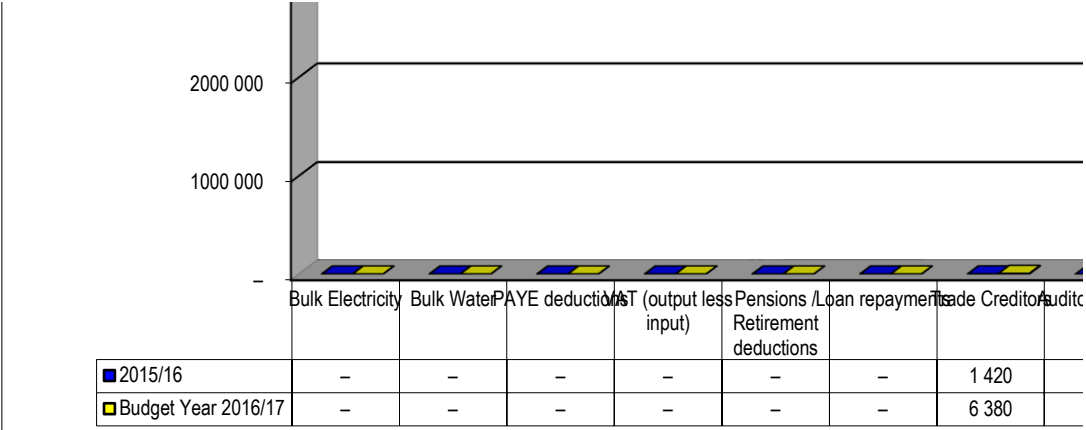 2000 000
1000 000
–
Bulk Electricity Bulk Water PAYE deductions VAT (output less input) Pensions / Retirement deductions Loan repayments Trade Creditors Audito
2015/16 – – – – – – 1 420
Budget Year 2016/17 – – – – – – 6 380